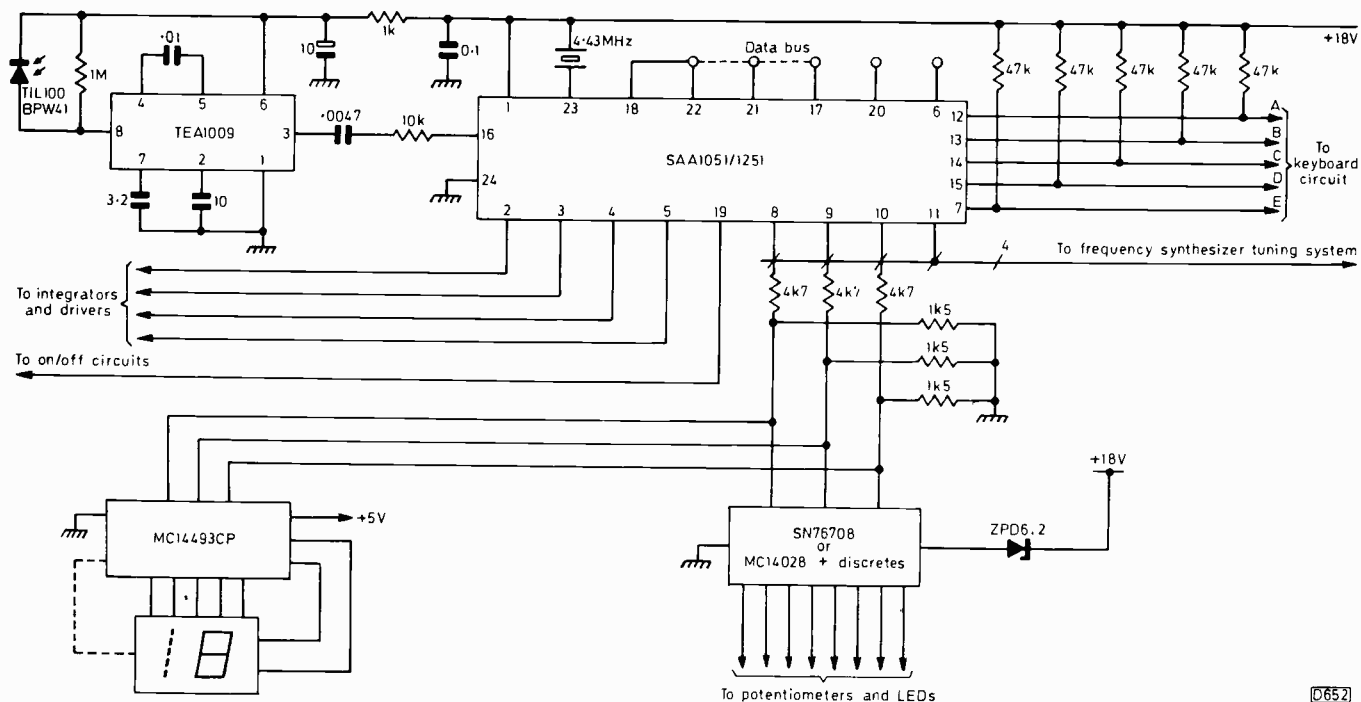 1k
+18V
·01
10
0·1
4·43MHz
Data bus
47k
47k
47k
47k
47k
1M
TIL100
BPW41
4
5
6
1
23
18
22
21
17
20
6
8
TEA1009
3
·0047
10k
16
SAA1051/1251
12
A
13
B
14
C
15
D
7
E
To
keyboard
circuit
7
2
1
24
3·2
10
2
3
4
5
19
8
9
10
11
4
To frequency synthesizer tuning system
To integrators
and drivers
4k7
4k7
4k7
1k5
1k5
1k5
To on/off circuits
+18V
MC14493CP
+5V
SN76708
or
MC14028 + discretes
ZPD6.2
18
To potentiometers and LEDs
D652